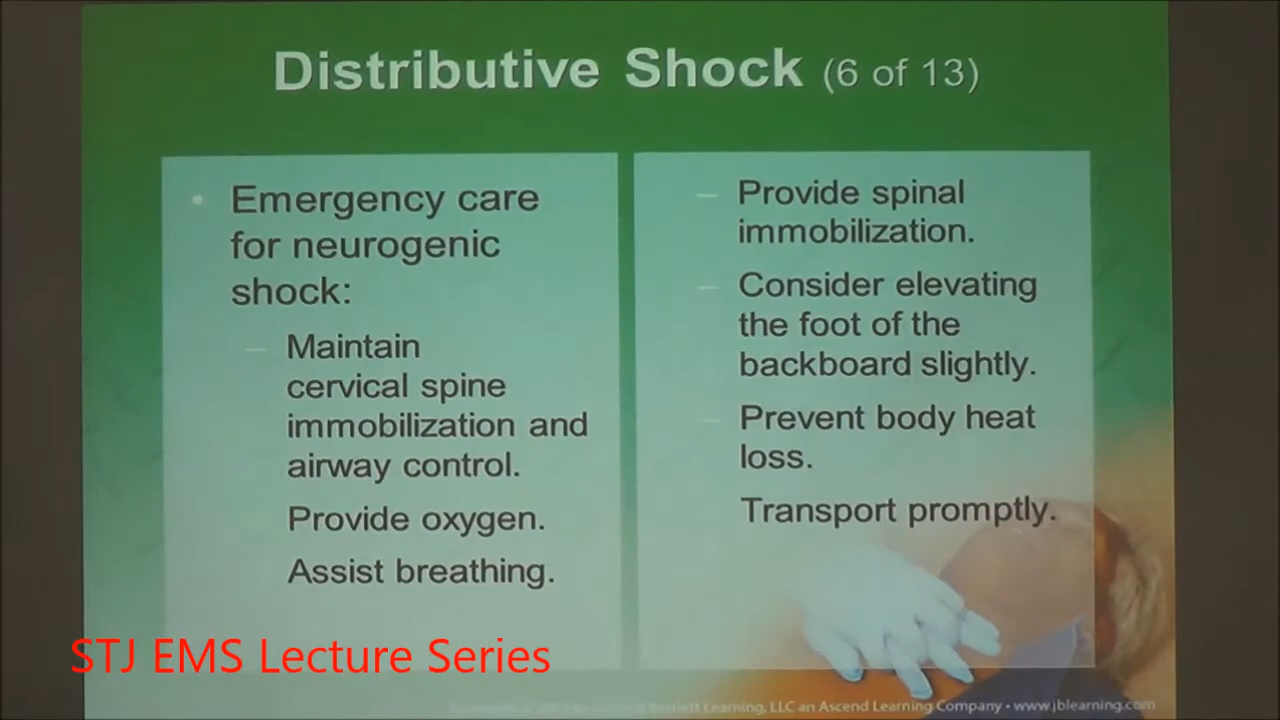 Distributive Shock (6 of 13)
• Emergency care
for neurogenic
shock:
– Maintain
cervical spine
immobilization and
airway control.
Provide oxygen.
Assist breathing.
– Provide spinal
immobilization.
– Consider elevating
the foot of the
backboard slightly.
– Prevent body heat
loss.
Transport promptly.
STJ EMS Lecture Series
Learning, LLC an Ascend Learning Company • www.jblearning.com